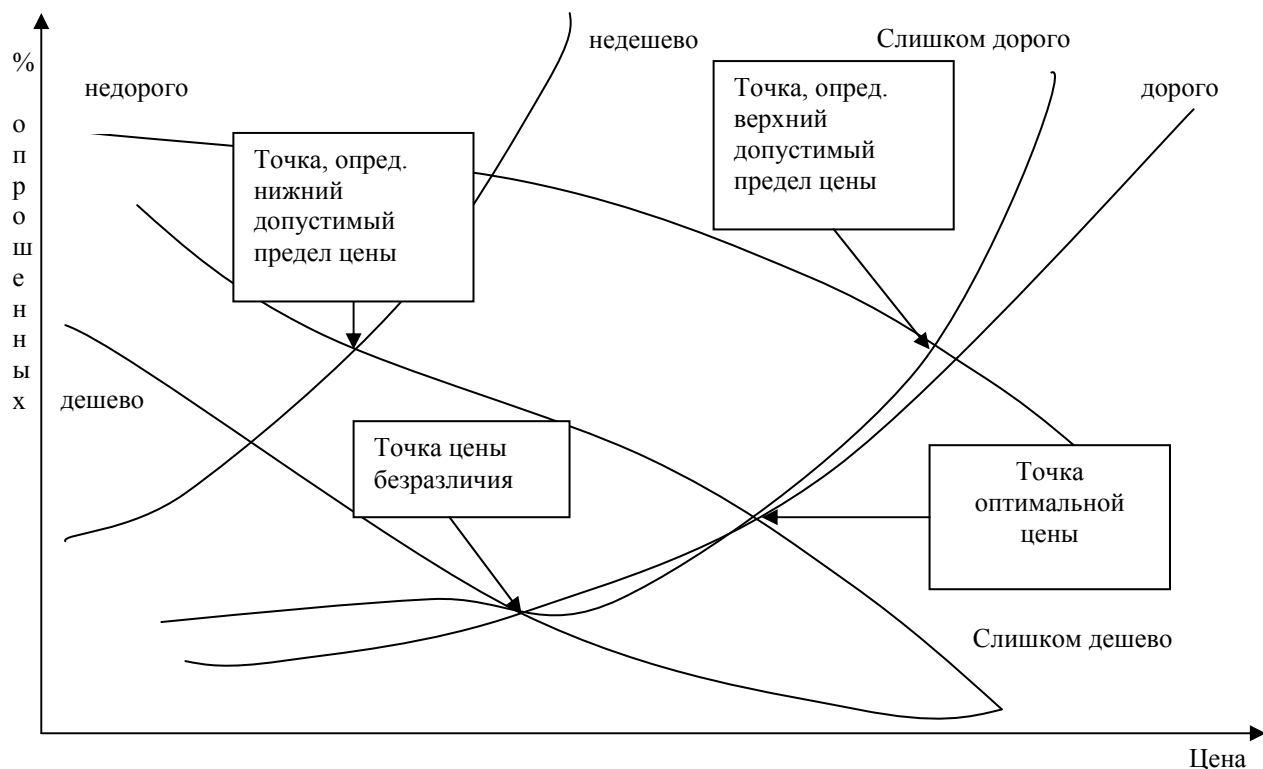 недешево
Слишком дорого
%
опрошенных
недорого
дорого
Точка, опред.
верхний
допустимый
предел цены
Точка, опред.
нижний
допустимый
предел цены
дешево
Точка цены
безразличия
Точка
оптимальной
цены
Слишком дешево
Цена